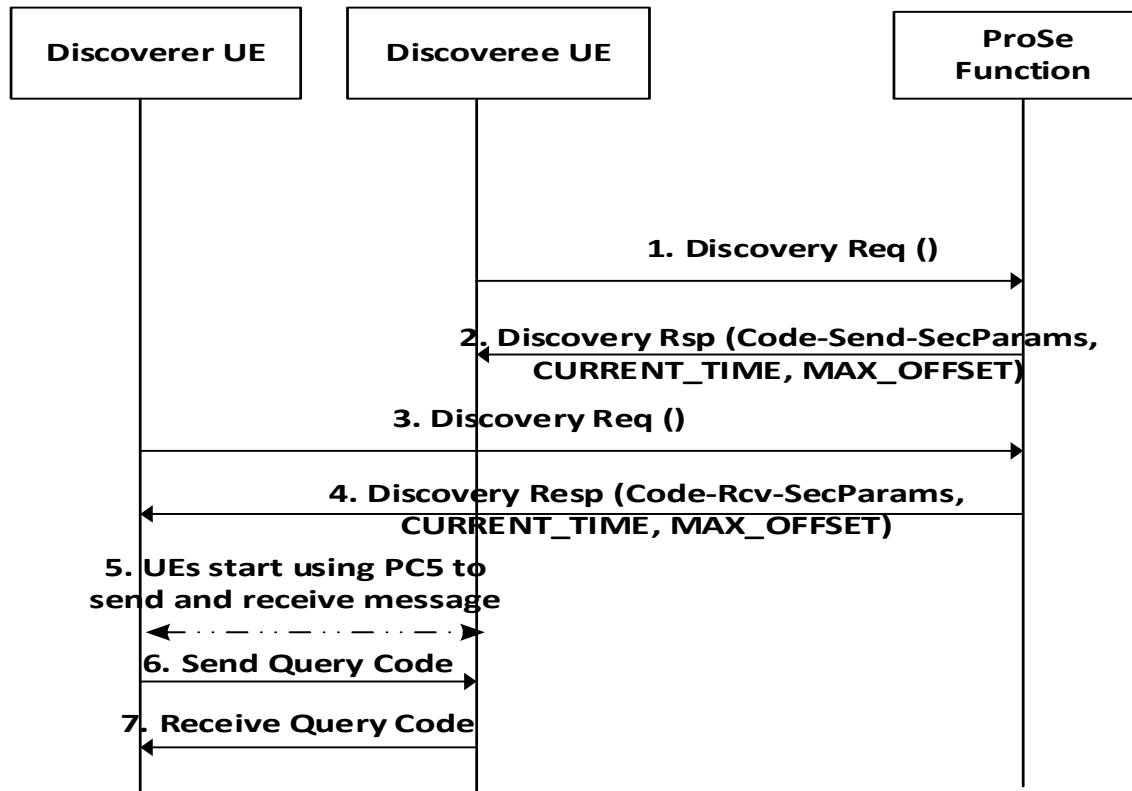 Discoverer UE
Discoveree UE
ProSe
Function
1. Discovery Req ()
2. Discovery Rsp (Code-Send-SecParams,
CURRENT_TIME, MAX_OFFSET)
3. Discovery Req ()
4. Discovery Resp (Code-Rcv-SecParams,
CURRENT_TIME, MAX_OFFSET)
5. UEs start using PC5 to
send and receive message
6. Send Query Code
7. Receive Query Code